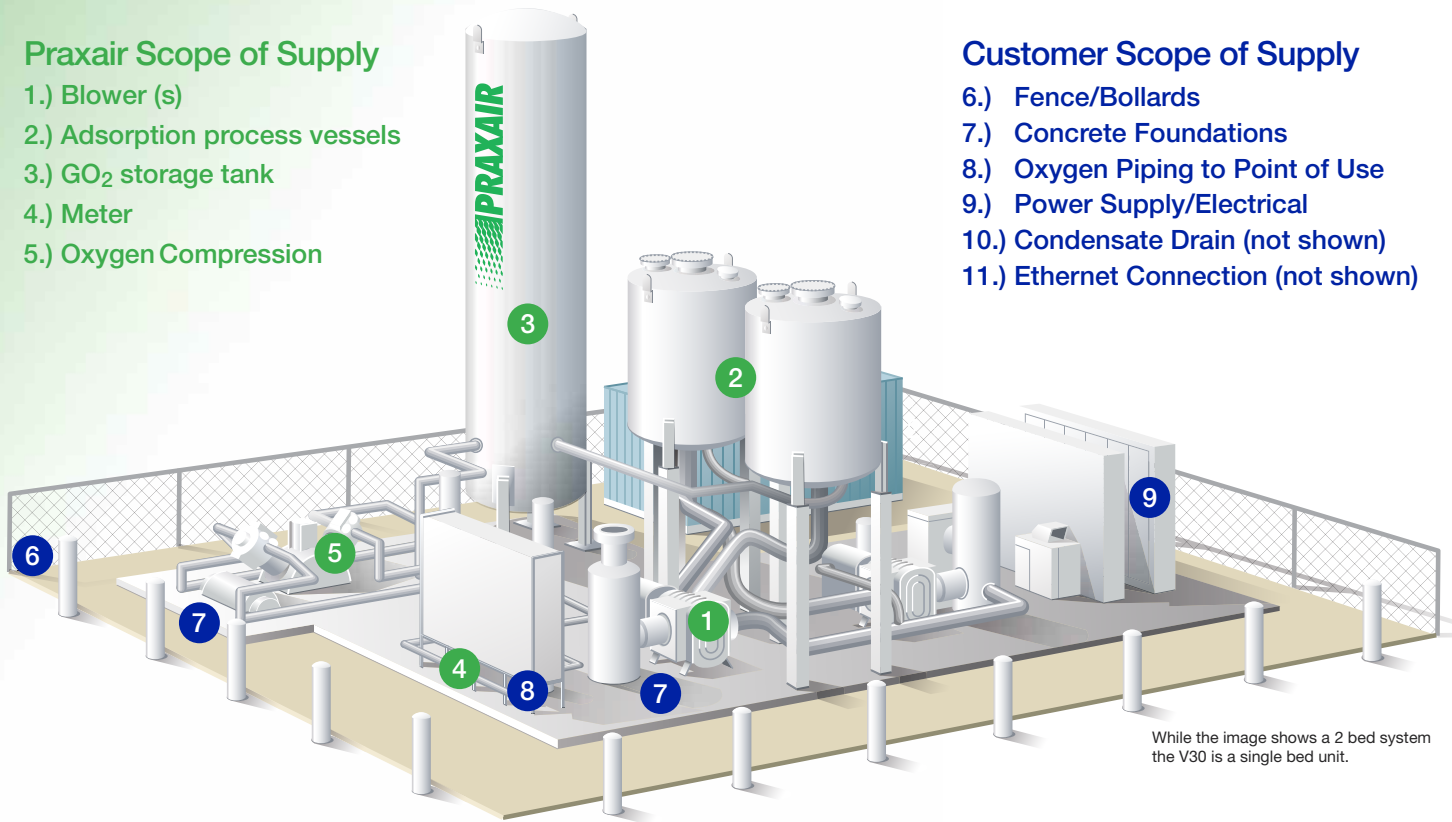 Praxair Scope of Supply
1.) Blower (s)
2.) Adsorption process vessels
3.) GO2 storage tank
4.) Meter
5.) Oxygen Compression
Customer Scope of Supply
6.) Fence/Bollards
7.) Concrete Foundations
8.) Oxygen Piping to Point of Use
9.) Power Supply/Electrical
10.) Condensate Drain (not shown)
11.) Ethernet Connection (not shown)
PRAXAIR
3
2
9
6
5
7
1
4
8
7
While the image shows a 2 bed system
the V30 is a single bed unit.